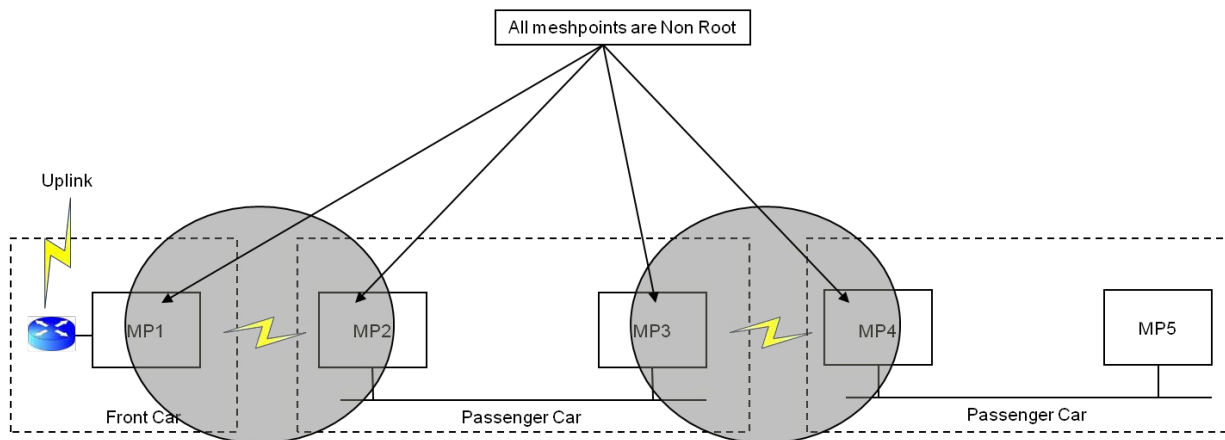 All meshpoints are Non Root
Uplink
MP1
MP2
MP3
MP4
MP5
Front Car
Passenger Car
Passenger Car